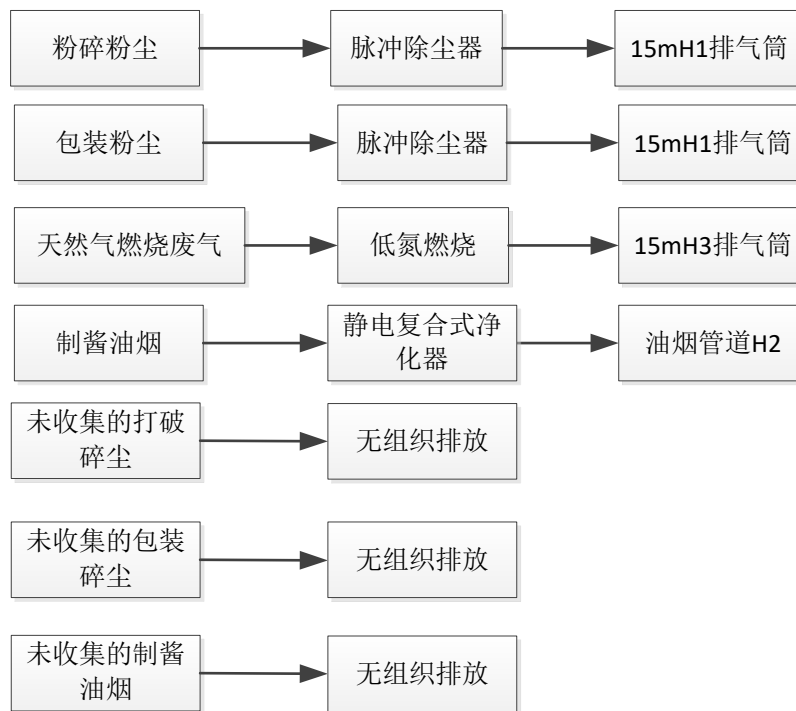 粉碎粉尘
脉冲除尘器
15mH1排气筒
包装粉尘
脉冲除尘器
15mH1排气筒
天然气燃烧废气
低氮燃烧
15mH3排气筒
制酱油烟
静电复合式净
化器
油烟管道H2
未收集的打破
碎尘
无组织排放
未收集的包装
碎尘
无组织排放
未收集的制酱
油烟
无组织排放